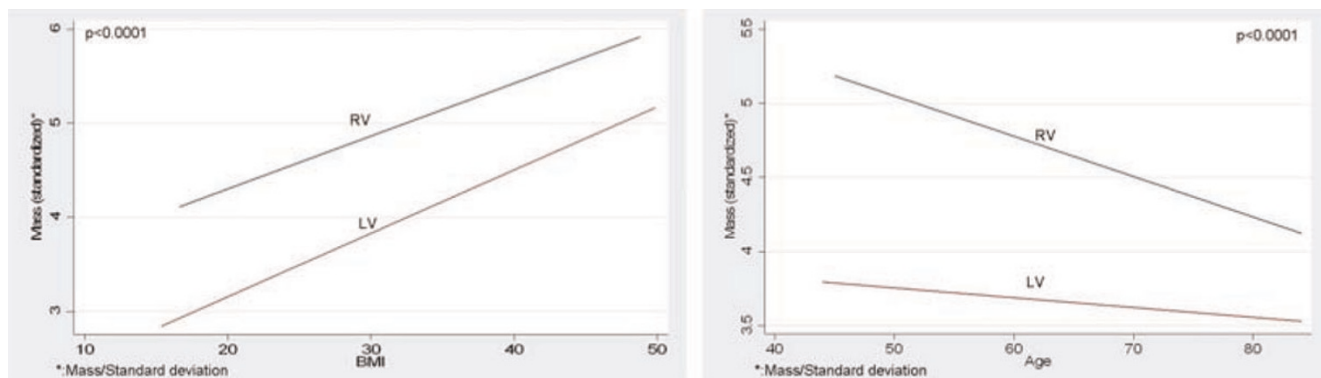 p<0.0001
6
5
4
3
Mass (standardized)*
RV
LV
10 20 30 40 50
BMI
*:Mass/Standard deviation
p<0.0001
5.5
5
4.5
4
3.5
Mass (standardized)*
RV
LV
40 50 60 70 80
Age
*:Mass/Standard deviation